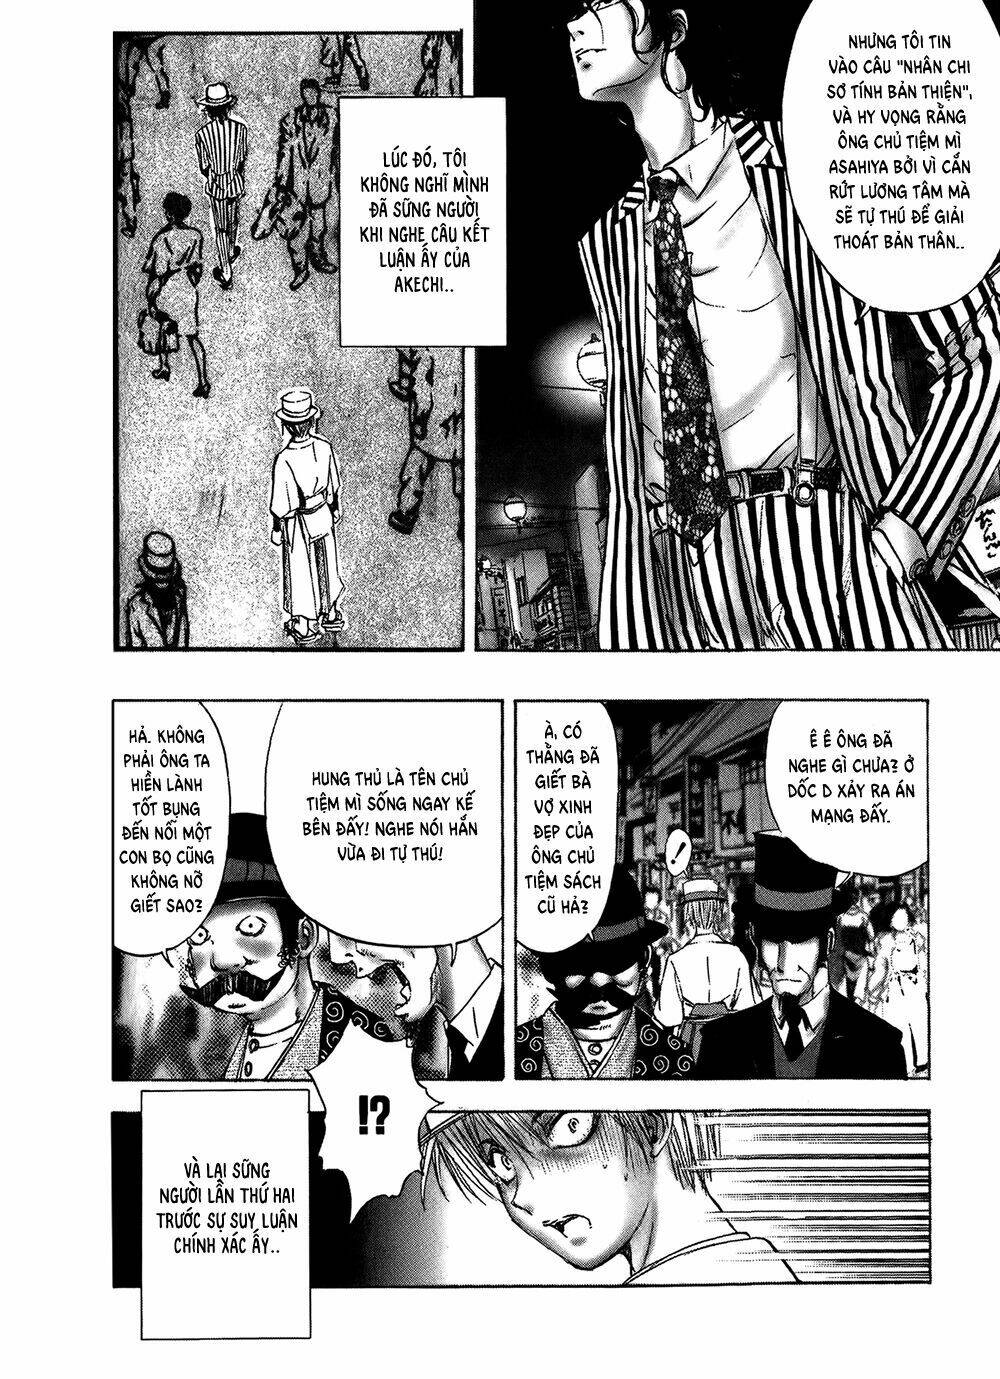 NHƯNG TÔI TIN
VÀO CÂU "NHÂN CHI
SƠ TÍNH BẢN THIỆN",
VÀ HY VỌNG RẰNG
ÔNG CHỦ TIỆM MÌ
ASAHIYA BỞI VÌ CẮN
RỨT LƯƠNG TÂM MÀ
SẼ TỰ THÚ ĐỂ GIẢI
THOÁT BẢN THÂN..
LÚC ĐÓ, TÔI
KHÔNG NGHĨ MÌNH
ĐÃ SỮNG NGƯỜI
KHI NGHE CÂU KẾT
LUẬN ẤY CỦA
AKECHI..
Ê Ê ÔNG ĐÃ
NGHE GÌ CHƯA? Ở
DỐC D XẢY RA ÁN
MẠNG ĐẤY.
!
À, CÓ
THẰNG ĐÃ
GIẾT BÀ
VỢ XINH
ĐẸP CỦA
ÔNG CHỦ
TIỆM SÁCH
CŨ HẢ?
HUNG THỦ LÀ TÊN CHỦ
TIỆM MÌ SỐNG NGAY KẾ
BÊN ĐẤY! NGHE NÓI HẮN
VỪA ĐI TỰ THÚ!
HẢ. KHÔNG
PHẢI ÔNG TA
HIỀN LÀNH
TỐT BỤNG
ĐẾN NỖI MỘT
CON BỌ CŨNG
KHÔNG NỠ
GIẾT SAO?
!?
VÀ LẠI SỮNG
NGƯỜI LẦN THỨ HAI
TRƯỚC SỰ SUY LUẬN
CHÍNH XÁC ẤY..